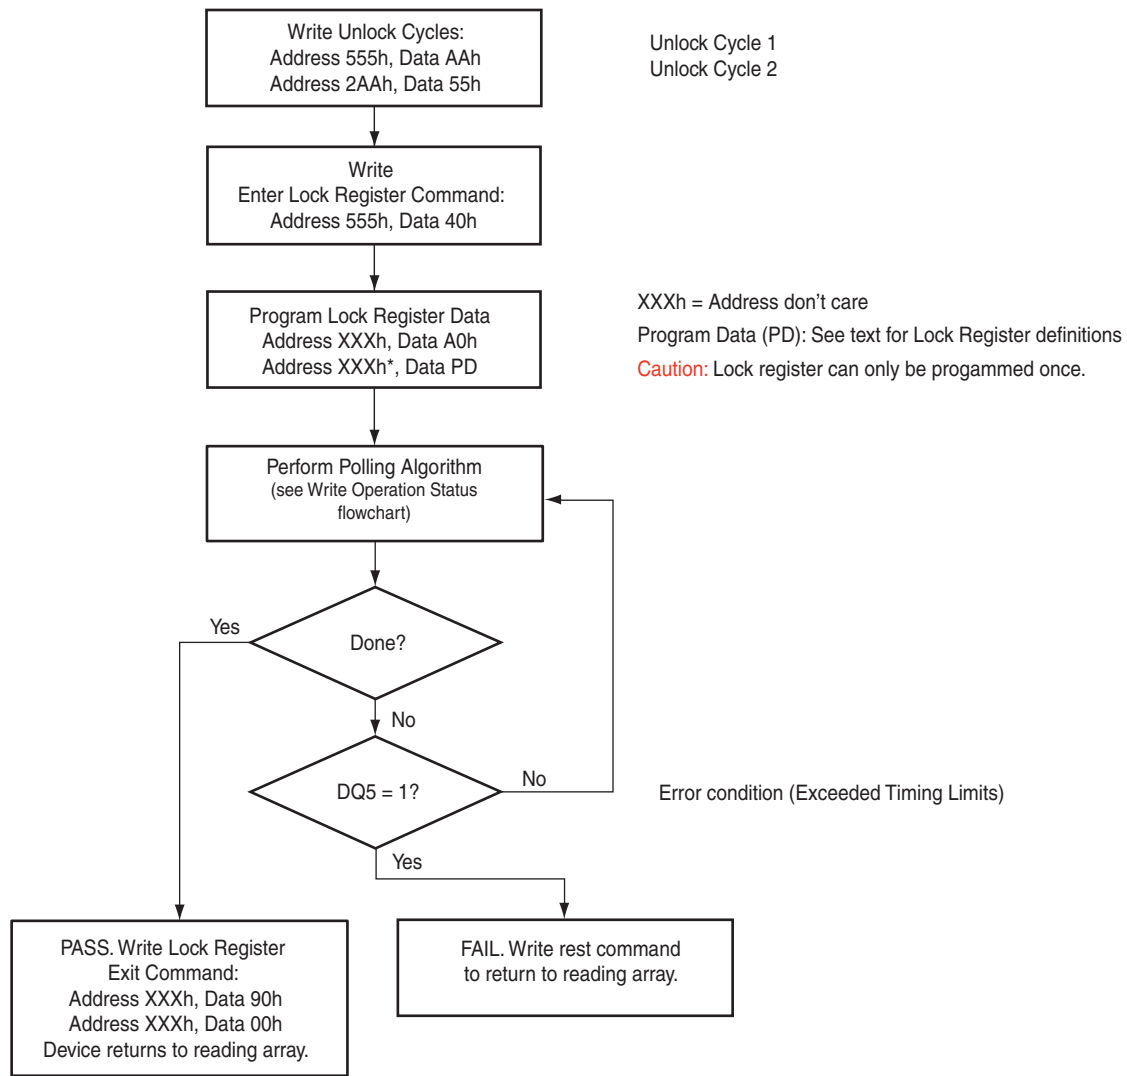 Write Unlock Cycles:
Address 555h, Data AAh
Address 2AAh, Data 55h
Unlock Cycle 1
Unlock Cycle 2
Write
Enter Lock Register Command:
Address 555h, Data 40h
Program Lock Register Data
Address XXXh, Data A0h
Address XXXh*, Data PD
XXXh = Address don't care
Program Data (PD): See text for Lock Register definitions
Caution: Lock register can only be progammed once.
Perform Polling Algorithm
(see Write Operation Status
flowchart)
Yes
Done?
No
DQ5 = 1?
No
Error condition (Exceeded Timing Limits)
Yes
PASS. Write Lock Register
Exit Command:
Address XXXh, Data 90h
Address XXXh, Data 00h
Device returns to reading array.
FAIL. Write rest command
to return to reading array.